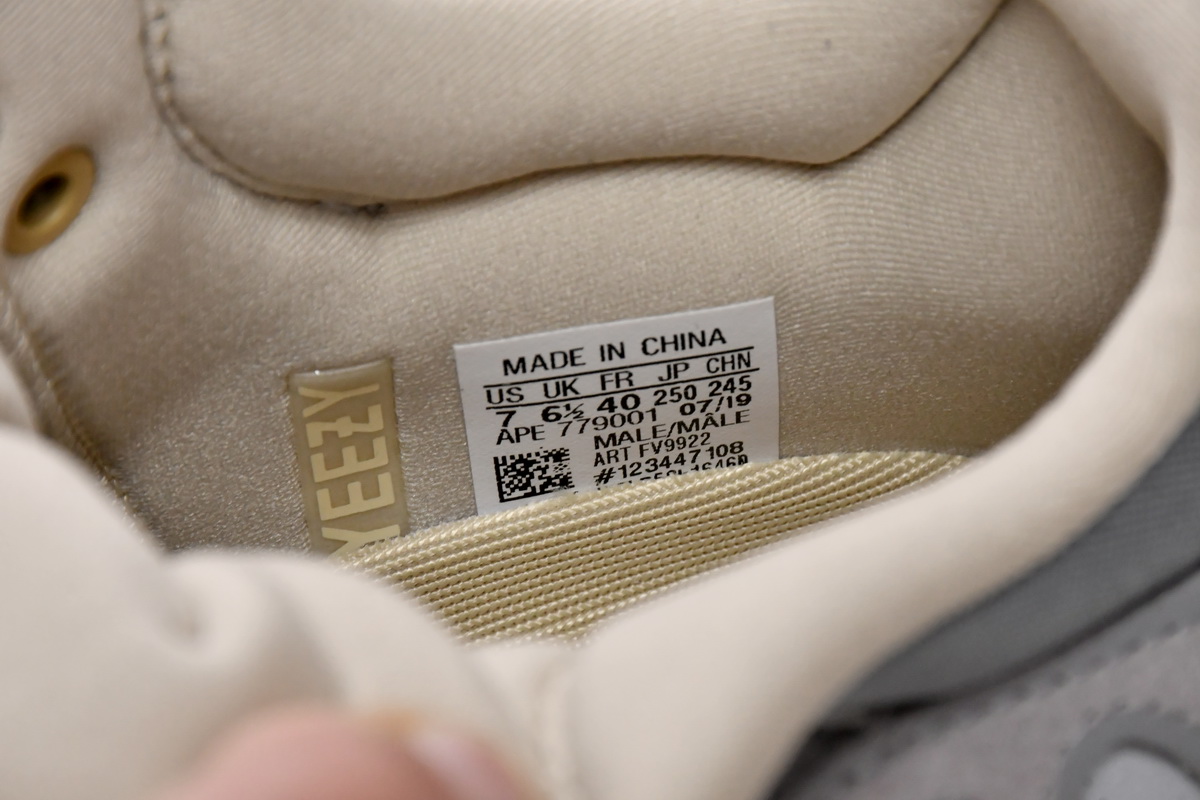 YEEZY
MADE IN CHINA
US UK FR JP CHN
7 6½ 40 250 245
APE 779001 07/19
MALE/MÂLE
ART FV9922
#123447108